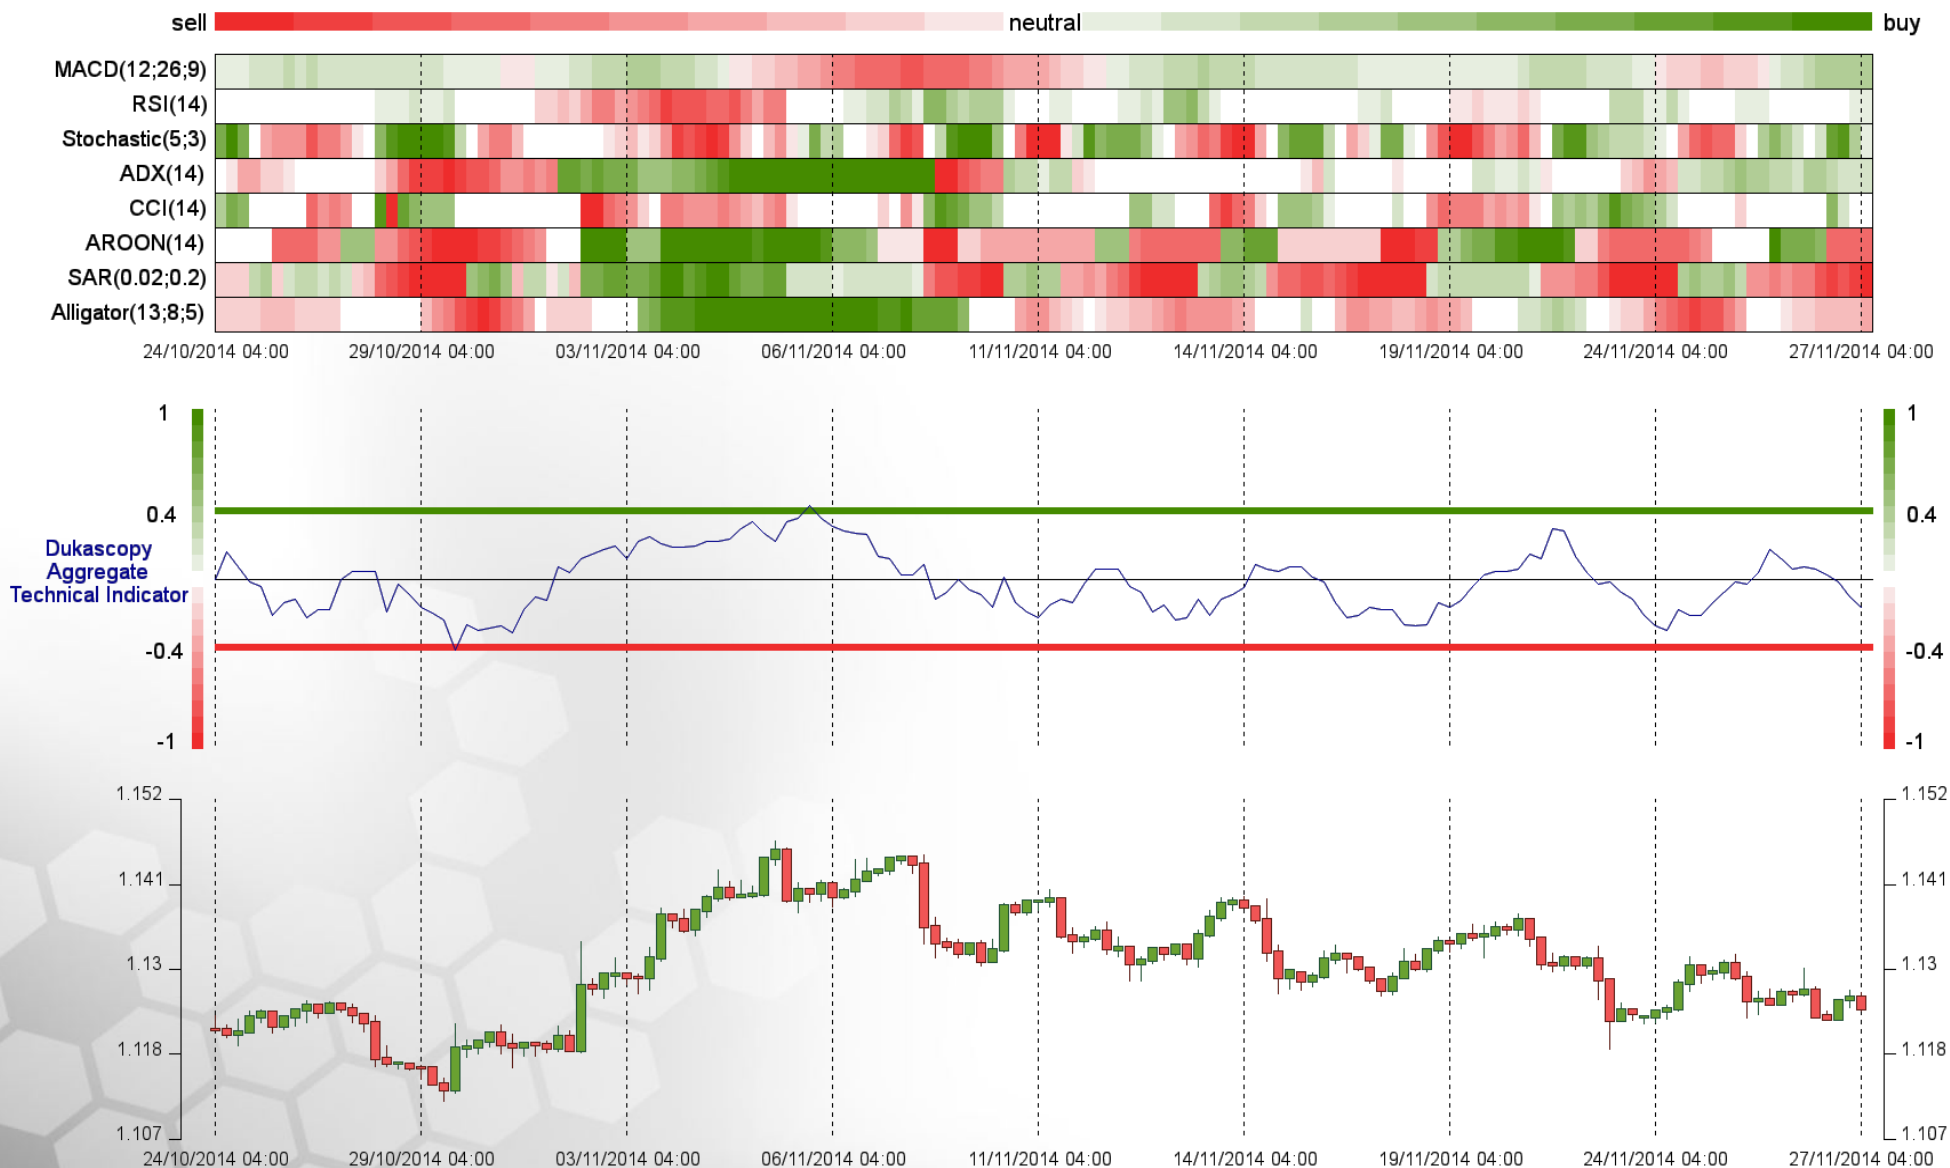 sell neutral buy
MACD(12;26;9)
RSI(14)
Stochastic(5;3)
ADX(14)
CCI(14)
AROON(14)
SAR(0.02;0.2)
Alligator(13;8;5)
24/10/2014 04:00 29/10/2014 04:00 03/11/2014 04:00 06/11/2014 04:00 11/11/2014 04:00 14/11/2014 04:00 19/11/2014 04:00 24/11/2014 04:00 27/11/2014 04:00
1 1
0.4 0.4
Dukascopy
Aggregate
Technical Indicator
-0.4 -0.4
-1 -1
1.152 1.152
1.141 1.141
1.13 1.13
1.118 1.118
1.107 1.107
24/10/2014 04:00 29/10/2014 04:00 03/11/2014 04:00 06/11/2014 04:00 11/11/2014 04:00 14/11/2014 04:00 19/11/2014 04:00 24/11/2014 04:00 27/11/2014 04:00